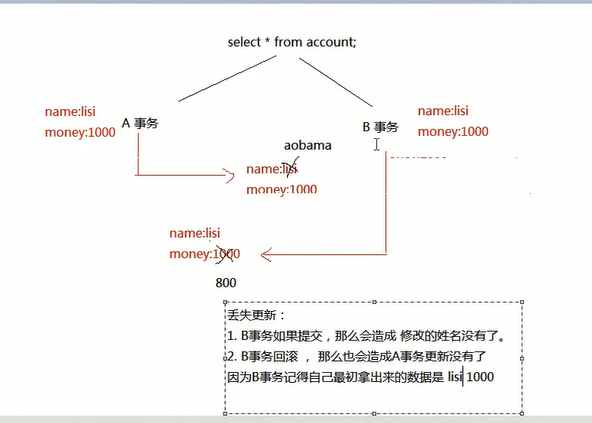 select * from account;
name:lisi
money:1000
A 事务
B 事务
name:lisi
money:1000
aobama
name:lisi
money:1000
name:lisi
money:1000
800
丢失更新：
1. B事务如果提交，那么会造成 修改的姓名没有了。
2. B事务回滚 ， 那么也会造成A事务更新没有了
因为B事务记得自己最初拿出来的数据是 lisi 1000